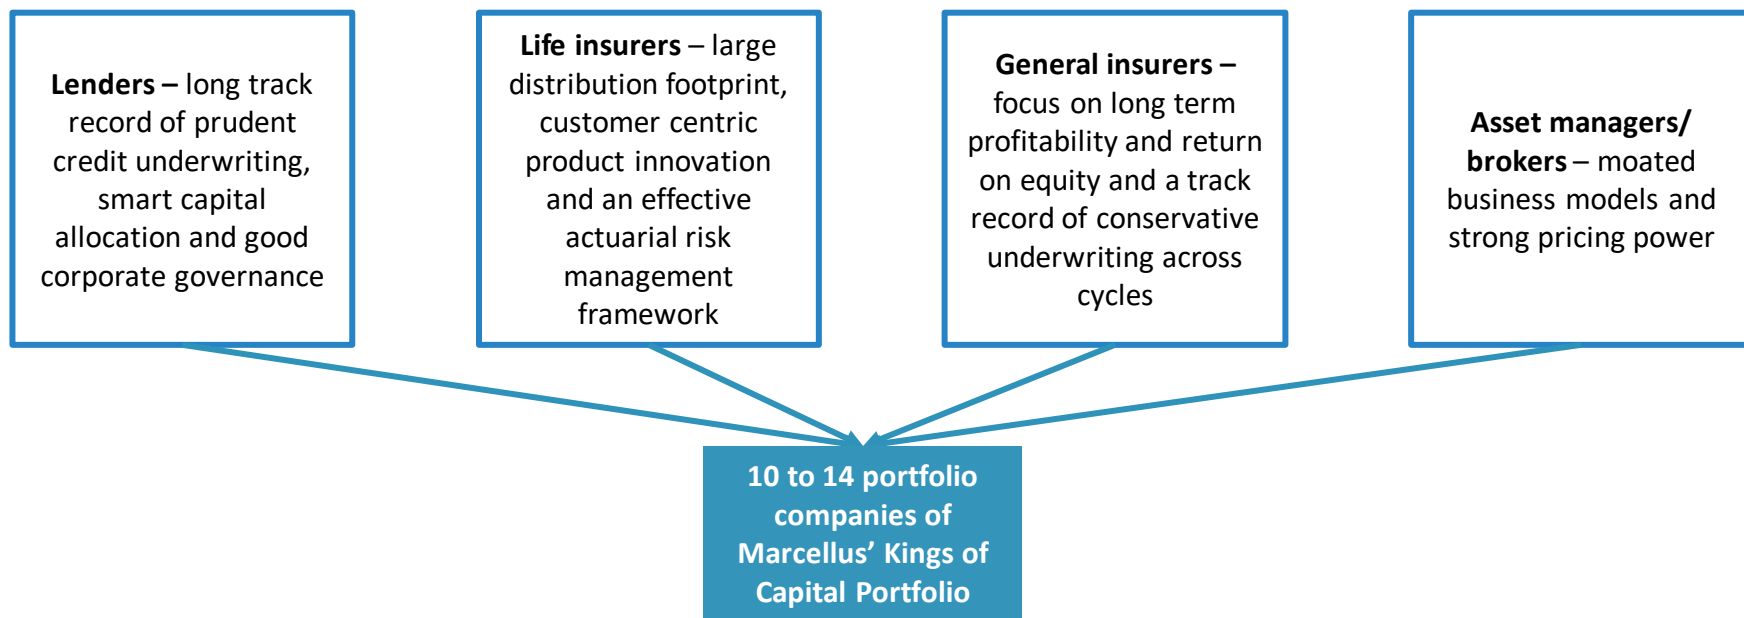 Lenders – long track
record of prudent
credit underwriting,
smart capital
allocation and good
corporate governance
Life insurers – large
distribution footprint,
customer centric
product innovation
and an effective
actuarial risk
management
framework
General insurers –
focus on long term
profitability and return
on equity and a track
record of conservative
underwriting across
cycles
Asset managers/
brokers – moated
business models and
strong pricing power
10 to 14 portfolio
companies of
Marcellus’ Kings of
Capital Portfolio